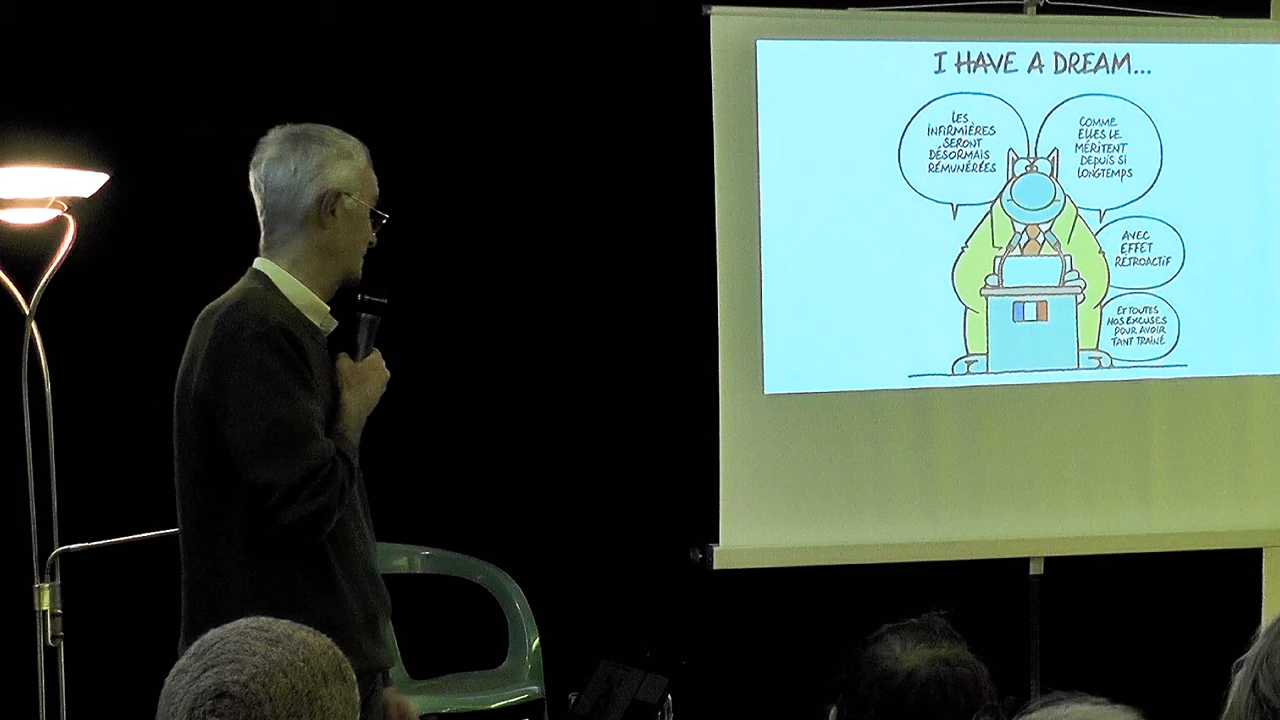 I HAVE A DREAM...
LES
INFIRMIÈRES
SERONT
DÉSORMAIS
RÉMUNÉRÉES
COMME
ELLES LE
MÉRITENT
DEPUIS SI
LONGTEMPS
AVEC
EFFET
RÉTROACTIF
ET TOUTES
NOS EXCUSES
POUR AVOIR
TANT TRAÎNÉ